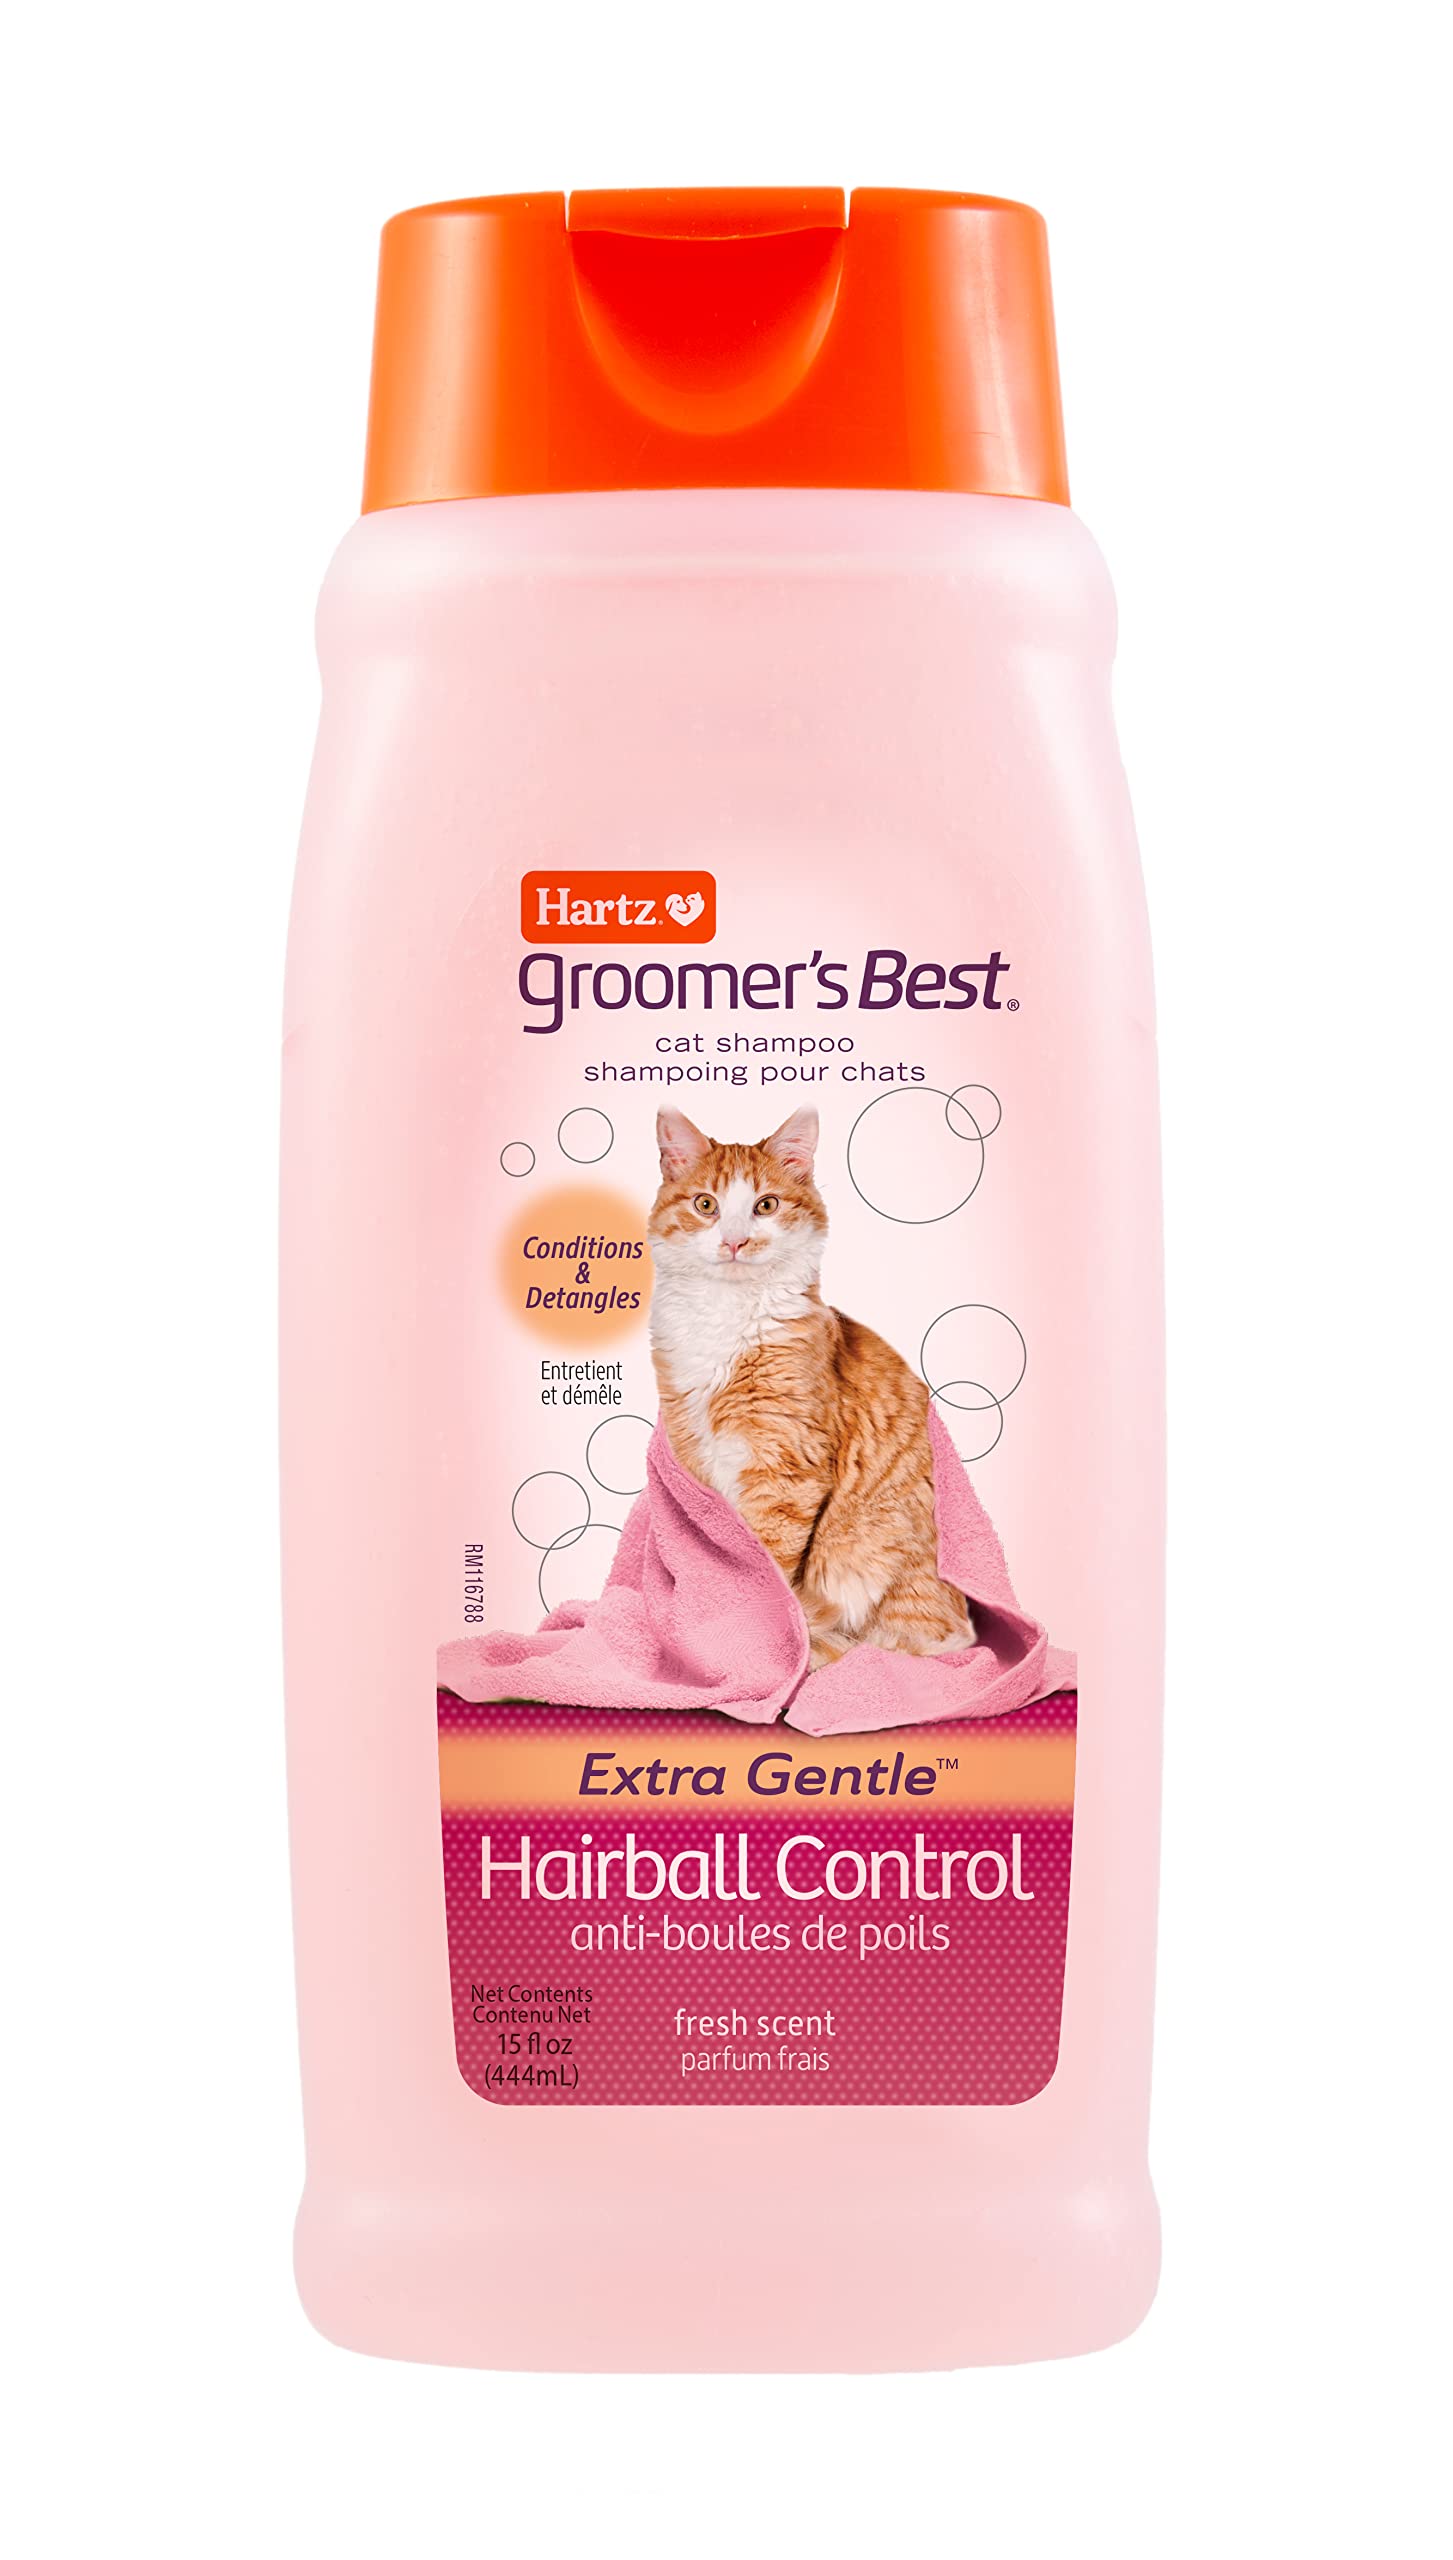 Hartz®
groomer's Best®
cat shampoo
shampoing pour chats
Conditions
&
Detangles
Entretient
et démêle
RM116788
Extra Gentle™
Hairball Control
anti-boules de poils
Net Contents
Contenu Net
15 fl oz
(444mL)
fresh scent
parfum frais